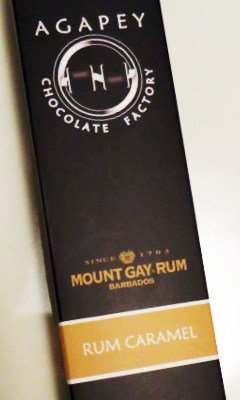 AGAPEY
CHOCOLATE FACTORY
SINCE 1703
MOUNT GAY·RUM
BARBADOS
RUM CARAMEL